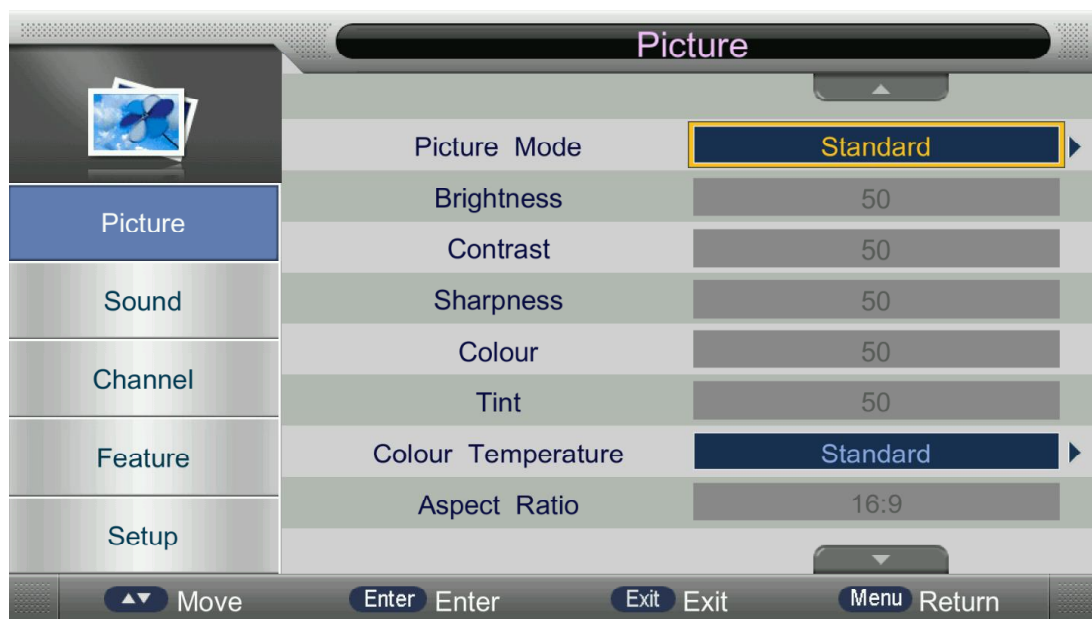 Picture
Picture Mode Standard
Brightness 50
Picture
Contrast 50
Sound
Sharpness 50
Colour 50
Channel
Tint 50
Feature
Colour Temperature Standard
Aspect Ratio 16:9
Setup
Move Enter Enter Exit Exit Menu Return